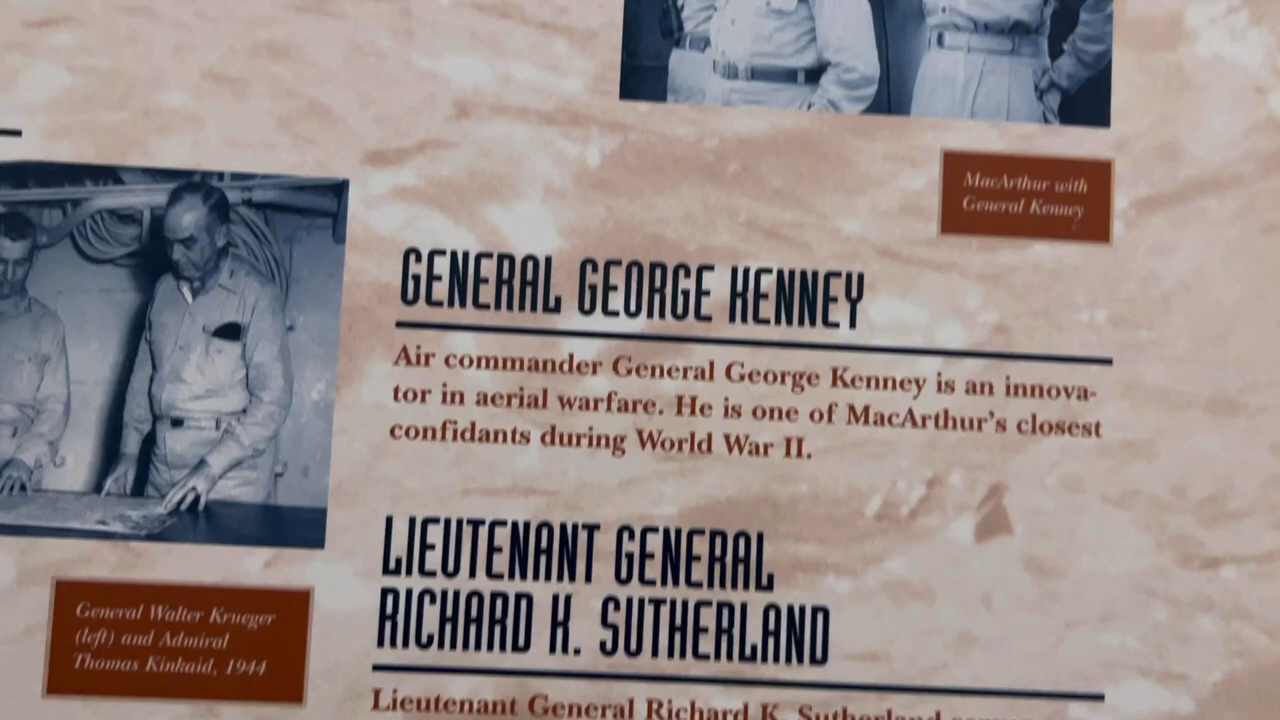 MacArthur with
General Kenney
GENERAL GEORGE KENNEY
Air commander General George Kenney is an innova-
tor in aerial warfare. He is one of MacArthur's closest
confidants during World War II.
LIEUTENANT GENERAL
RICHARD K. SUTHERLAND
Lieutenant General Richard K. Sutherland
General Walter Krueger
(left) and Admiral
Thomas Kinkaid, 1944